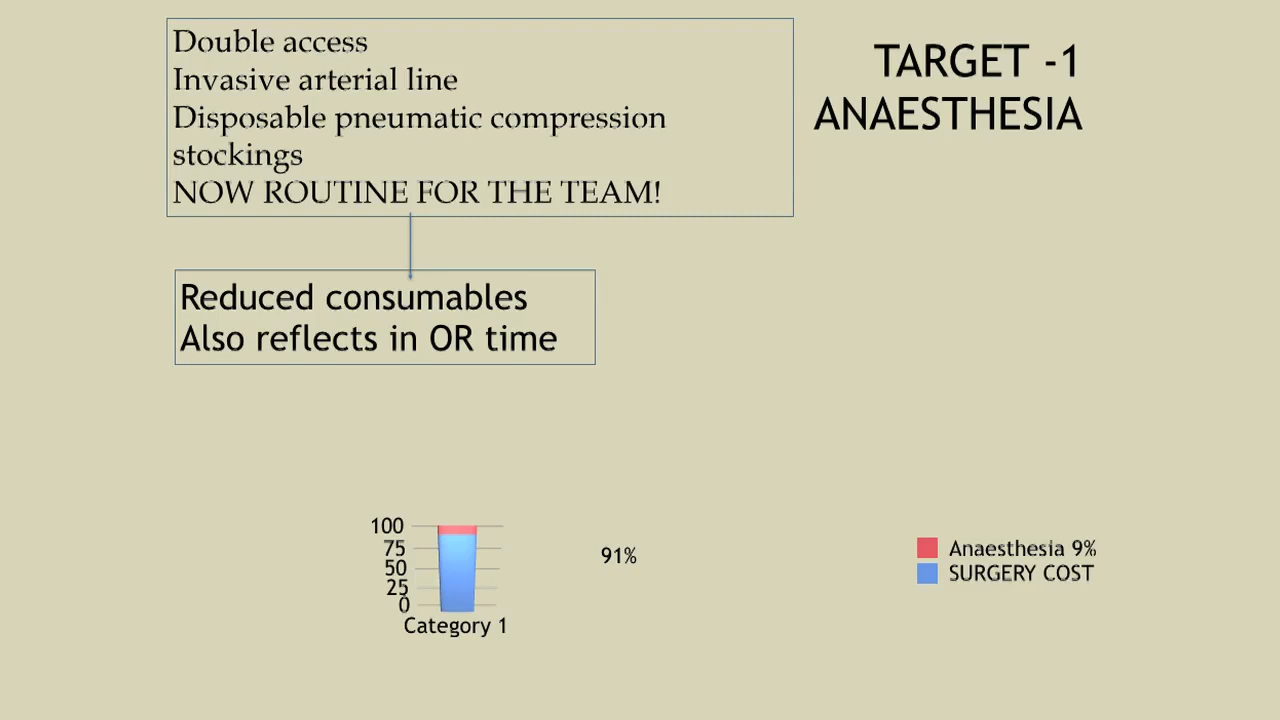 Double access
Invasive arterial line
Disposable pneumatic compression
stockings
NOW ROUTINE FOR THE TEAM!
TARGET -1
ANAESTHESIA
Reduced consumables
Also reflects in OR time
100
75
50
25
0
Category 1
91%
Anaesthesia 9%
SURGERY COST